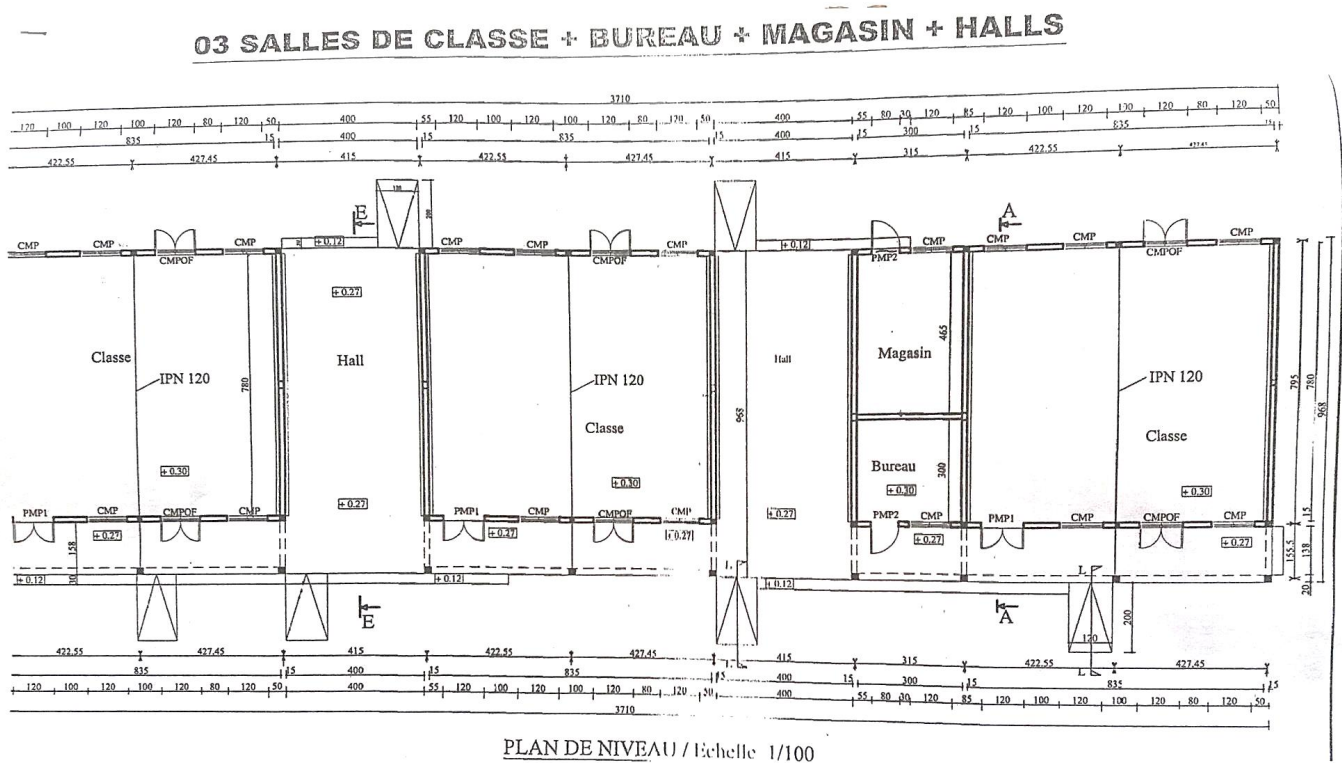 03 SALLES DE CLASSE + BUREAU + MAGASIN + HALLS
3710
120 100 120 100 120 80 120 50 400 55 120 100 120 100 120 80 120 50 400 55 80 30 120 85 120 100 120 100 120 80 120 50
835 15 400 15 835 15 400 15 300 15 835
422.55 427.45 415 422.55 427.45 415 315 422.55 427.45
E 120 200 A
+0.12 +0.12
CMP CMP CMP CMP CMP CMP CMP CMP CMP CMP
CMPOF CMPOF PMP2 CMPOF
+0.27
Classe Hall Hall Magasin 465
IPN 120 780 IPN 120 IPN 120 795 780 968
968
Classe Classe
Bureau 300
+0.30 +0.30 +0.30 +0.30
+0.27 +0.27
PMP1 CMP CMPOF CMP PMP1 CMP CMPOF CMP PMP2 CMP PMP1 CMP CMPOF CMP 15
+0.27 +0.27 +0.27 +0.27 +0.27
158 155.5 138
+0.12 30 +0.12 +0.12 L 20
E A 200
120
L
422.55 427.45 415 422.55 427.45 415 315 422.55 427.45
835 15 400 15 835 15 400 15 300 15 835 15
120 100 120 100 120 80 120 50 400 55 120 100 120 100 120 80 120 50 400 55 80 30 120 85 120 100 120 100 120 80 120 50
3710
PLAN DE NIVEAU / Echelle 1/100